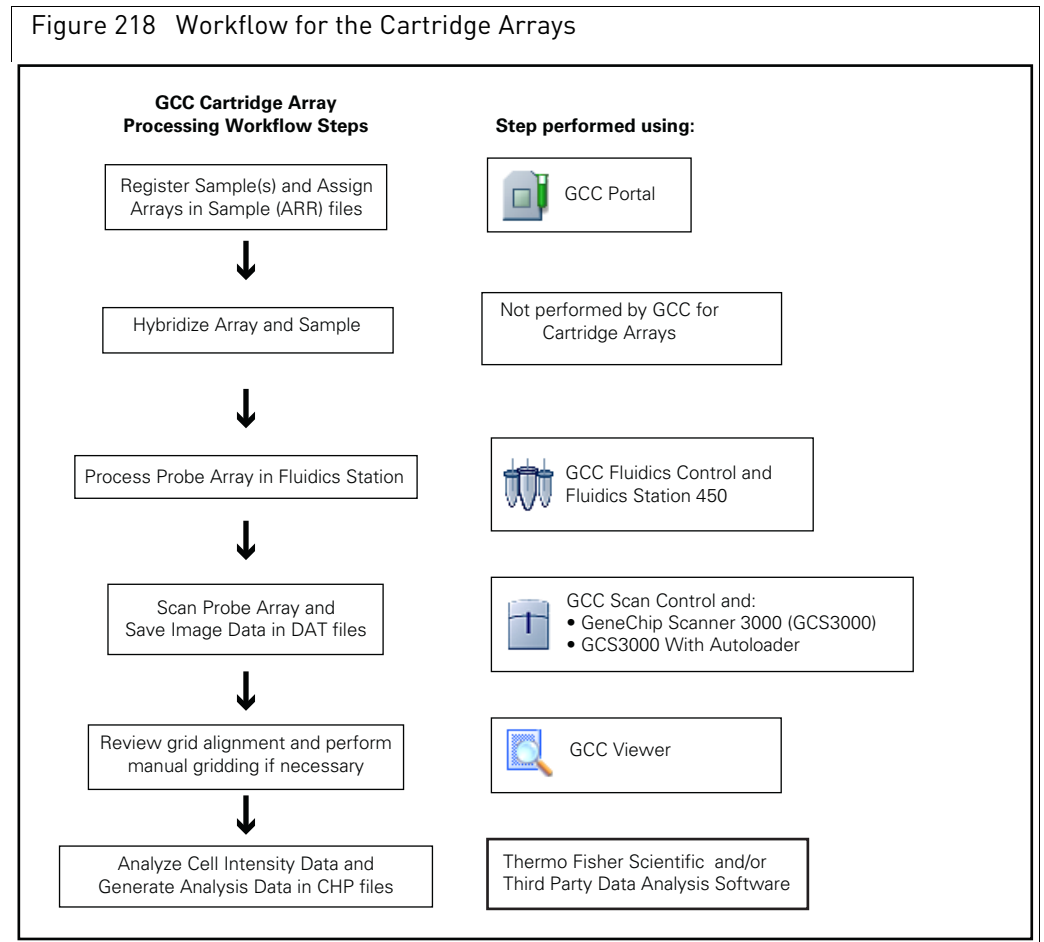 Figure 218 Workflow for the Cartridge Arrays
GCC Cartridge Array
Processing Workflow Steps
Step performed using:
Register Sample(s) and Assign
Arrays in Sample (ARR) files
GCC Portal
Hybridize Array and Sample
Not performed by GCC for
Cartridge Arrays
Process Probe Array in Fluidics Station
GCC Fluidics Control and
Fluidics Station 450
Scan Probe Array and
Save Image Data in DAT files
GCC Scan Control and:
• GeneChip Scanner 3000 (GCS3000)
• GCS3000 With Autoloader
Review grid alignment and perform
manual gridding if necessary
GCC Viewer
Analyze Cell Intensity Data and
Generate Analysis Data in CHP files
Thermo Fisher Scientific and/or
Third Party Data Analysis Software